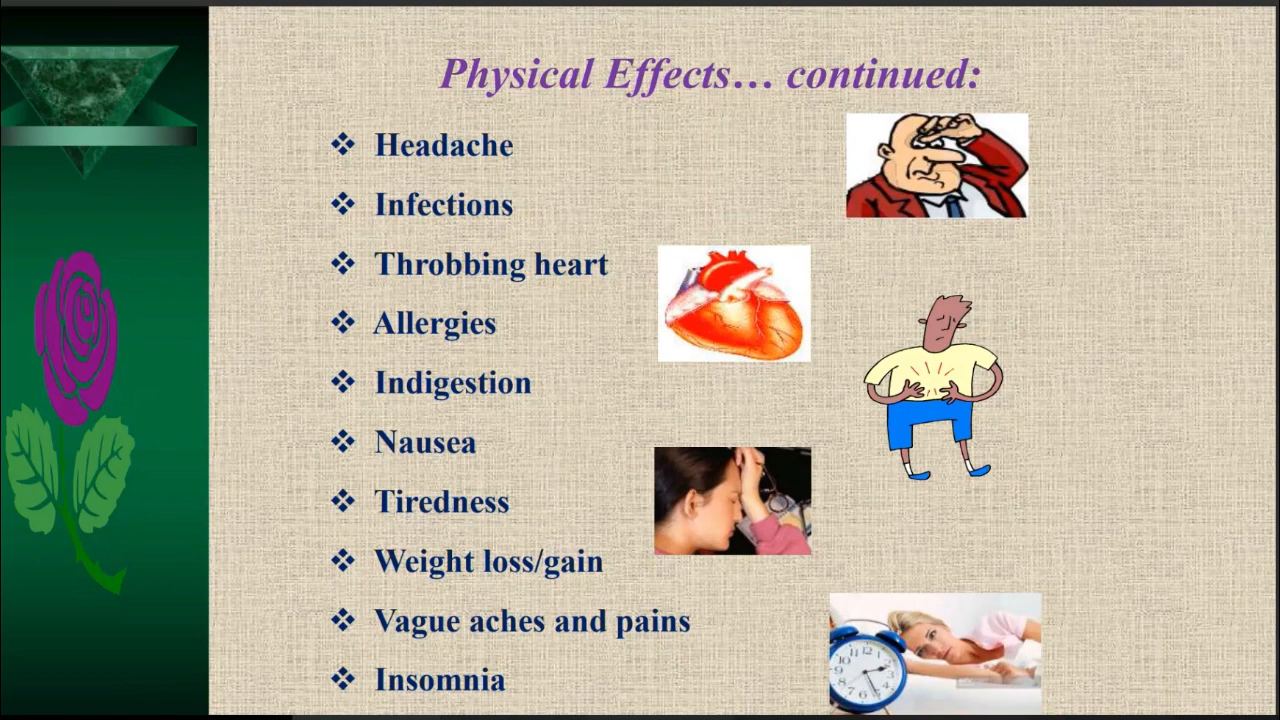 Physical Effects… continued:
❖ Headache
❖ Infections
❖ Throbbing heart
❖ Allergies
❖ Indigestion
❖ Nausea
❖ Tiredness
❖ Weight loss/gain
❖ Vague aches and pains
❖ Insomnia